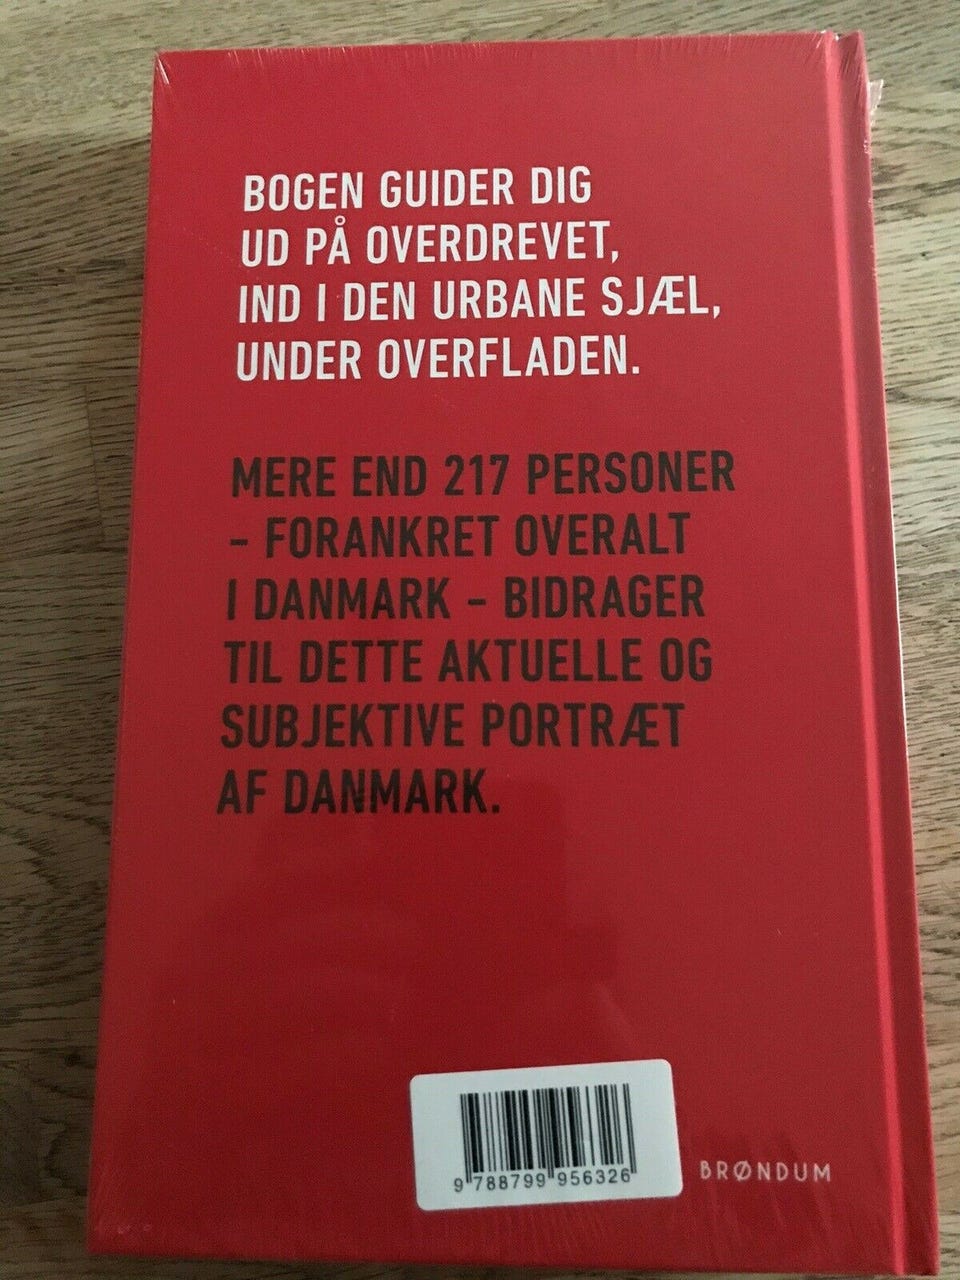 BOGEN GUIDER DIG
UD PÅ OVERDREVET,
IND I DEN URBANE SJÆL,
UNDER OVERFLADEN.
MERE END 217 PERSONER
– FORANKRET OVERALT
I DANMARK – BIDRAGER
TIL DETTE AKTUELLE OG
SUBJEKTIVE PORTRÆT
AF DANMARK.
9 788799 956326
BRØNDUM